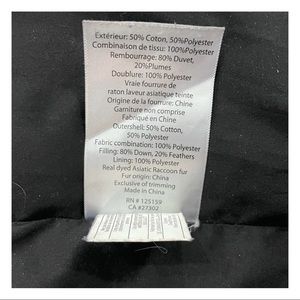 Extérieur: 50% Coton, 50%Polyester
Combinaison de tissu: 100%Polyester
Rembourrage: 80% Duvet,
20%Plumes
Doublure: 100% Polyester
Vraie fourrure de
raton laveur asiatique teinte
Origine de la fourrure: Chine
Garniture non comprise
Fabriqué en Chine
Outershell: 50% Cotton,
50% Polyester
Fabric combination: 100% Polyester
Filling: 80% Down, 20% Feathers
Lining: 100% Polyester
Real dyed Asiatic Raccoon fur
Fur origin: China
Exclusive of trimming
Made in China
RN # 125159
CA #27302